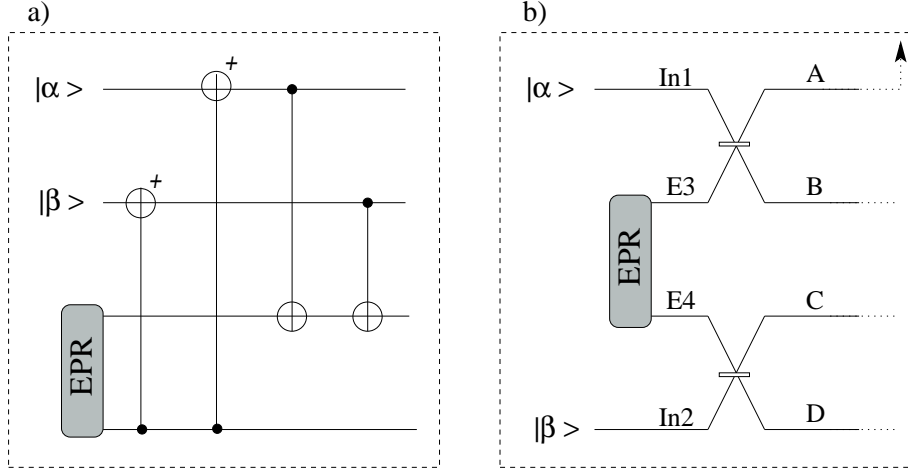 a)
|α >
+
|β >
+
EPR
b)
|α >
In1
A
E3
B
EPR
E4
C
|β >
In2
D